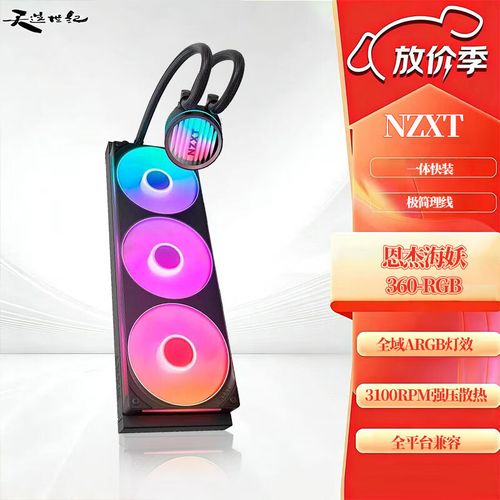 天造世纪
放价季
NZXT
一体快装
极简理线
恩杰海妖
360-RGB
全域ARGB灯效
3100RPM强压散热
全平台兼容
NZXT